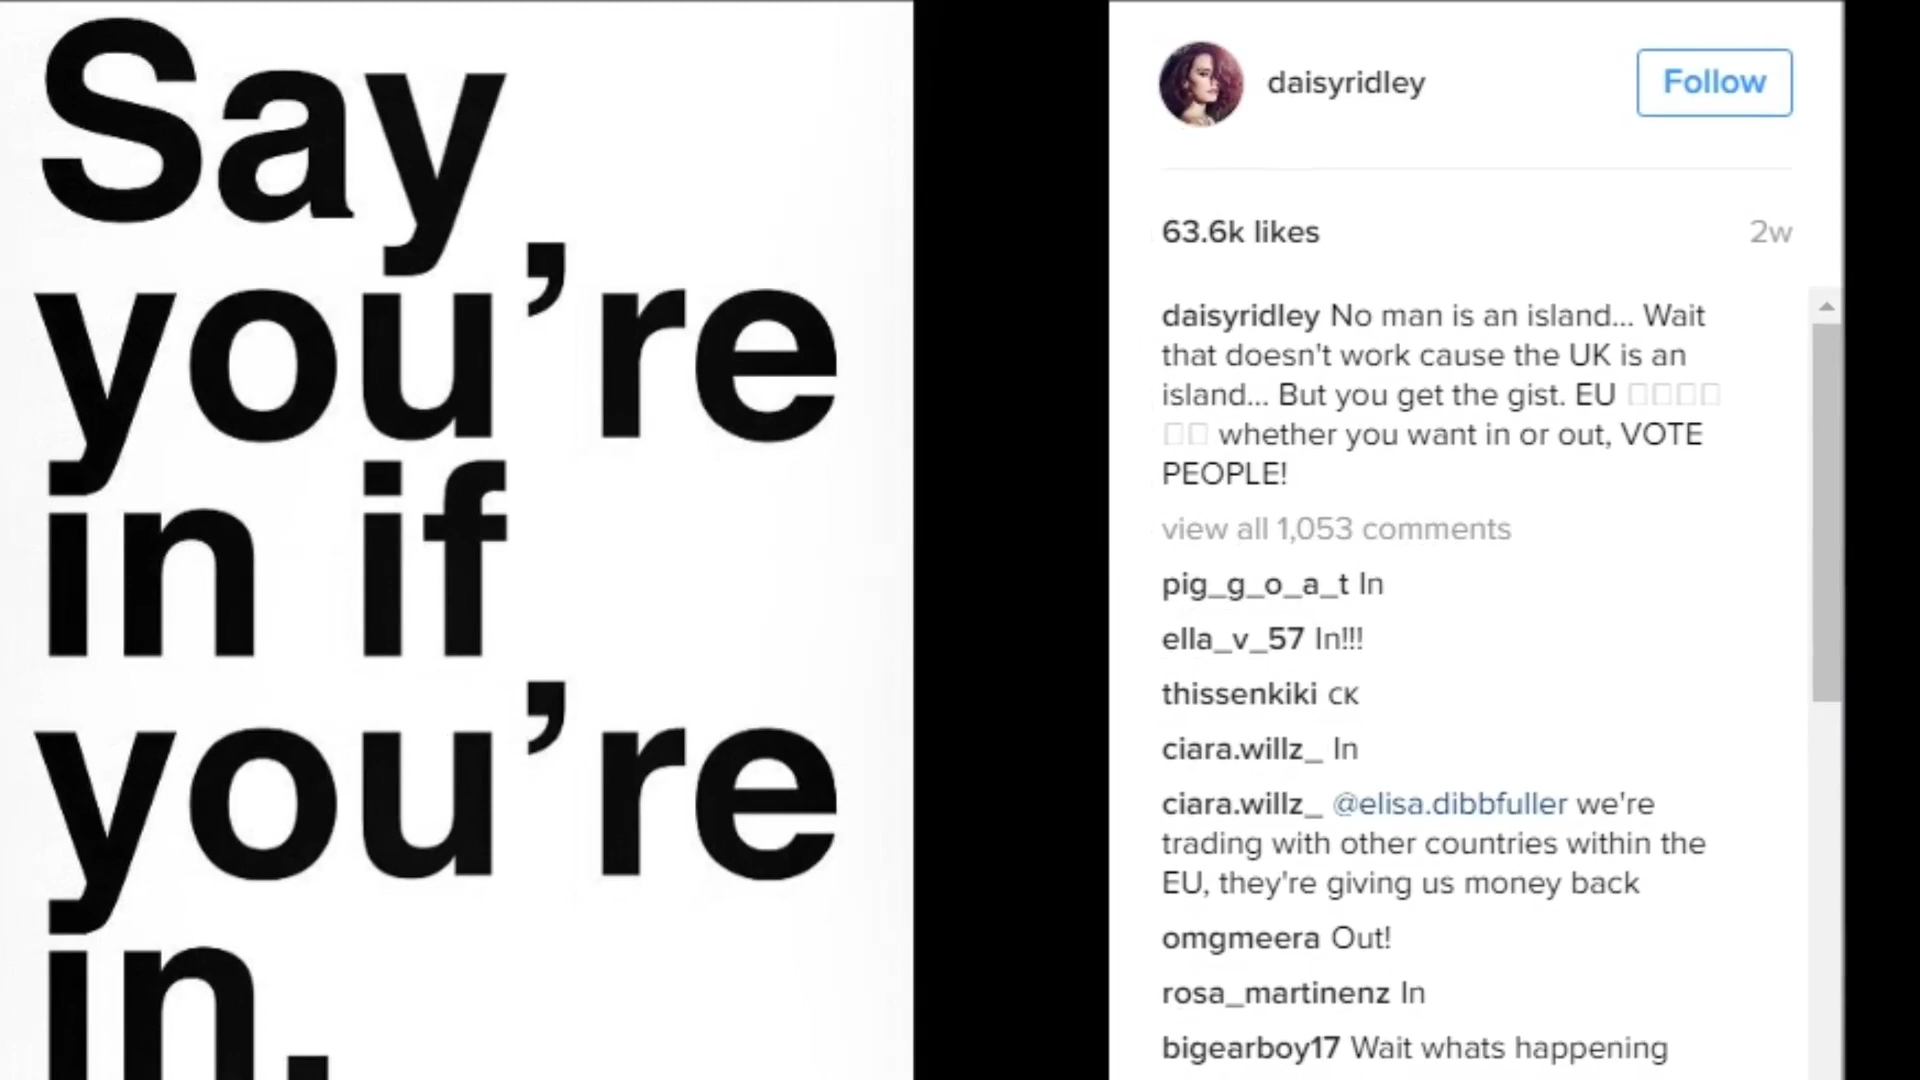 Say
you’re
in if
you’re
in.
daisyridley
Follow
63.6k likes
2w
daisyridley No man is an island... Wait
that doesn't work cause the UK is an
island... But you get the gist. EU
whether you want in or out, VOTE
PEOPLE!
view all 1,053 comments
pig_g_o_a_t In
ella_v_57 In!!!
thissenkiki ск
ciara.willz_ In
ciara.willz_ @elisa.dibbfuller we're
trading with other countries within the
EU, they're giving us money back
omgmeera Out!
rosa_martinenz In
bigearboy17 Wait whats happening